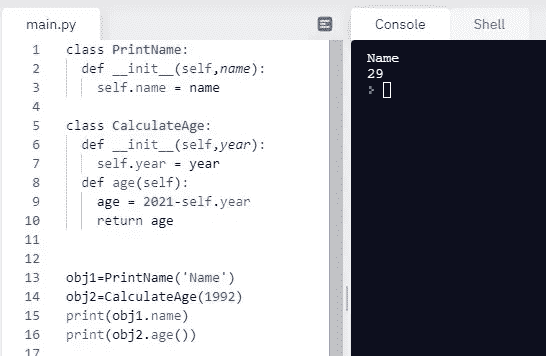 main.py
1 class PrintName:
2   def __init__(self,name):
3     self.name = name
4
5 class CalculateAge:
6   def __init__(self,year):
7     self.year = year
8   def age(self):
9     age = 2021-self.year
10     return age
11
12
13 obj1=PrintName('Name')
14 obj2=CalculateAge(1992)
15 print(obj1.name)
16 print(obj2.age())
17
Console Shell
Name
29